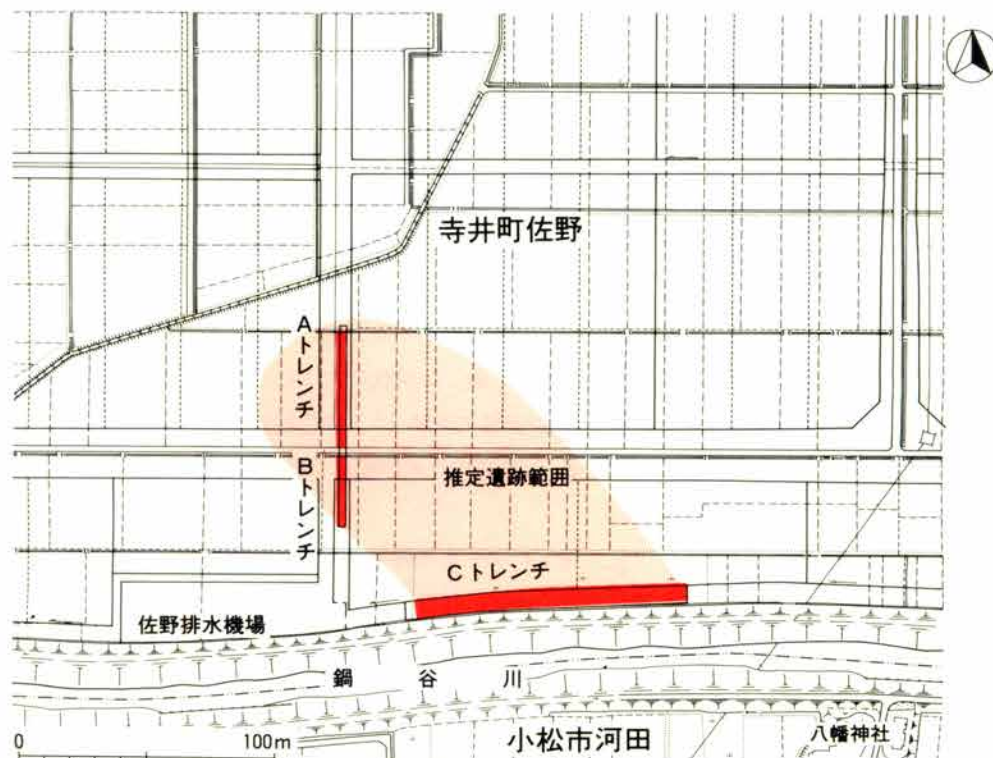 寺井町佐野
Aトレンチ
Bトレンチ
推定遺跡範囲
Cトレンチ
佐野排水機場
鍋谷川
小松市河田
八幡神社
0 100m